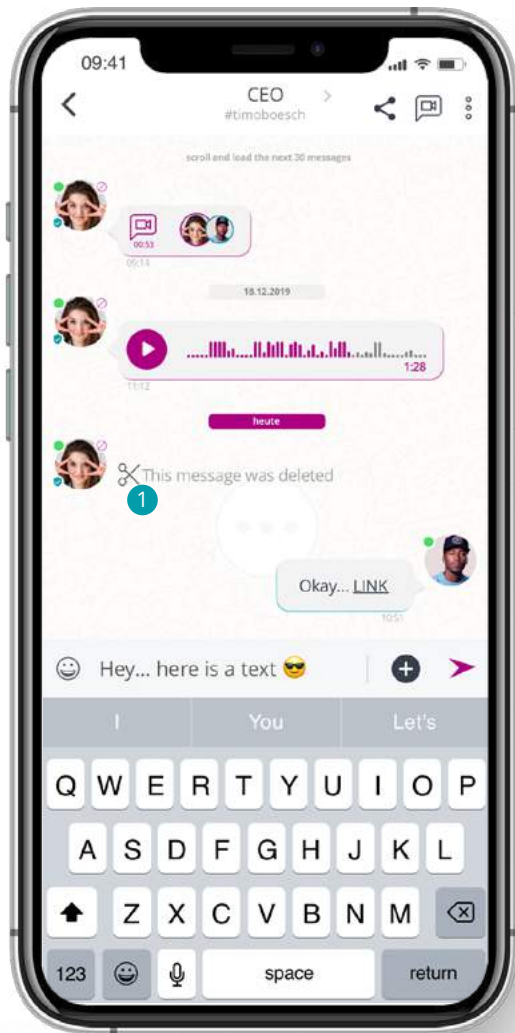 09:41
CEO
#timoboesch
scroll and load the next 30 messages
00:53
09:14
18.12.2019
1:28
11:12
heute
This message was deleted
1
Okay... LINK
10:51
Hey... here is a text 😎
I You Let's
Q W E R T Y U I O P
A S D F G H J K L
Z X C V B N M
123 space return